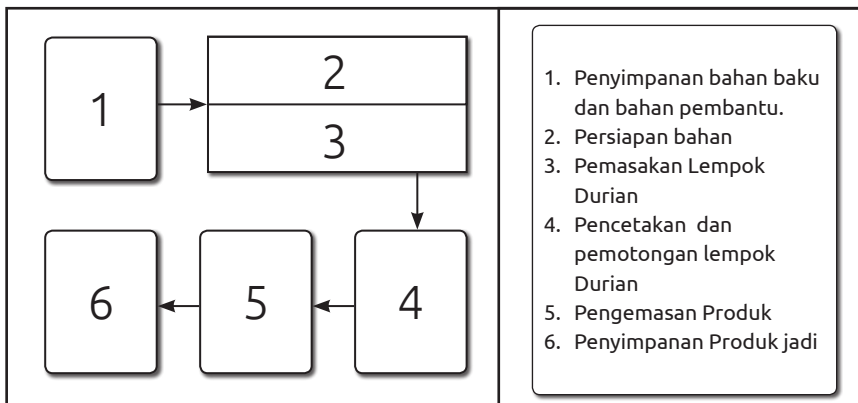 1
2
3
6
5
4
1. Penyimpanan bahan baku
dan bahan pembantu.
2. Persiapan bahan
3. Pemasakan Lempok
Durian
4. Pencetakan dan
pemotongan lempok
Durian
5. Pengemasan Produk
6. Penyimpanan Produk jadi